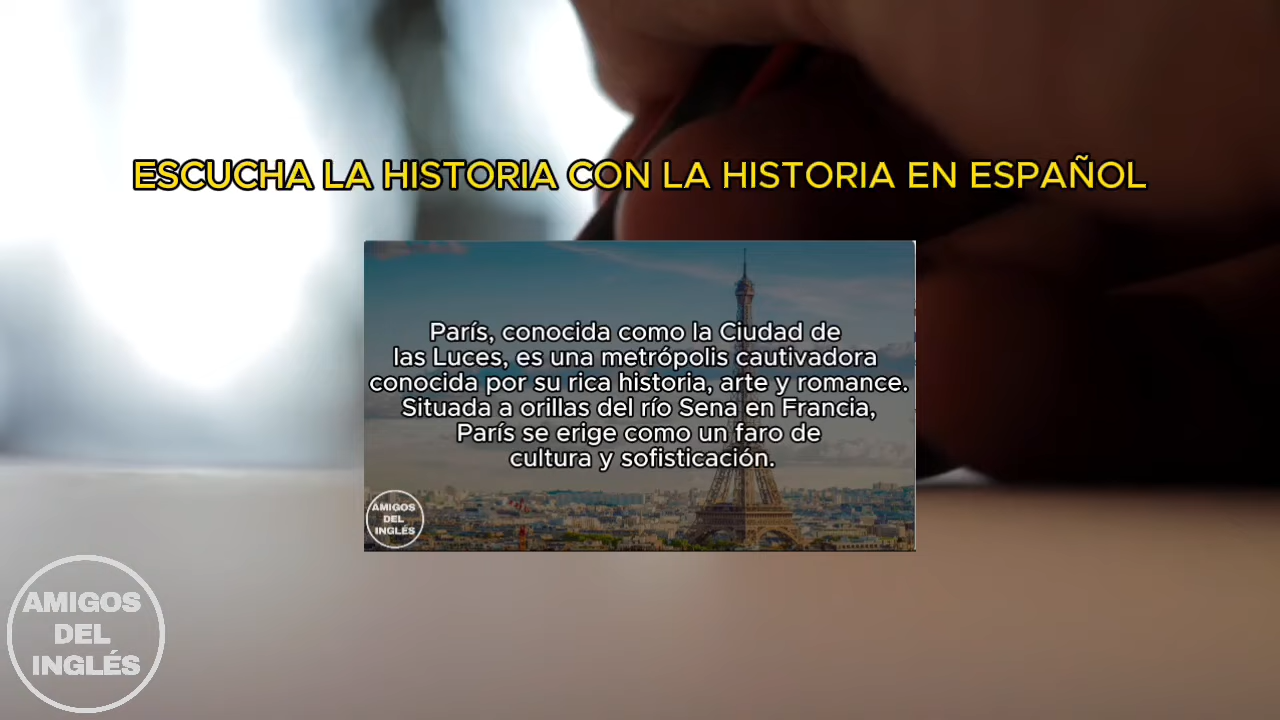 ESCUCHA LA HISTORIA CON LA HISTORIA EN ESPAÑOL
París, conocida como la Ciudad de
las Luces, es una metrópolis cautivadora
conocida por su rica historia, arte y romance.
Situada a orillas del río Sena en Francia,
París se erige como un faro de
cultura y sofisticación.
AMIGOS
DEL
INGLÉS
AMIGOS
DEL
INGLÉS